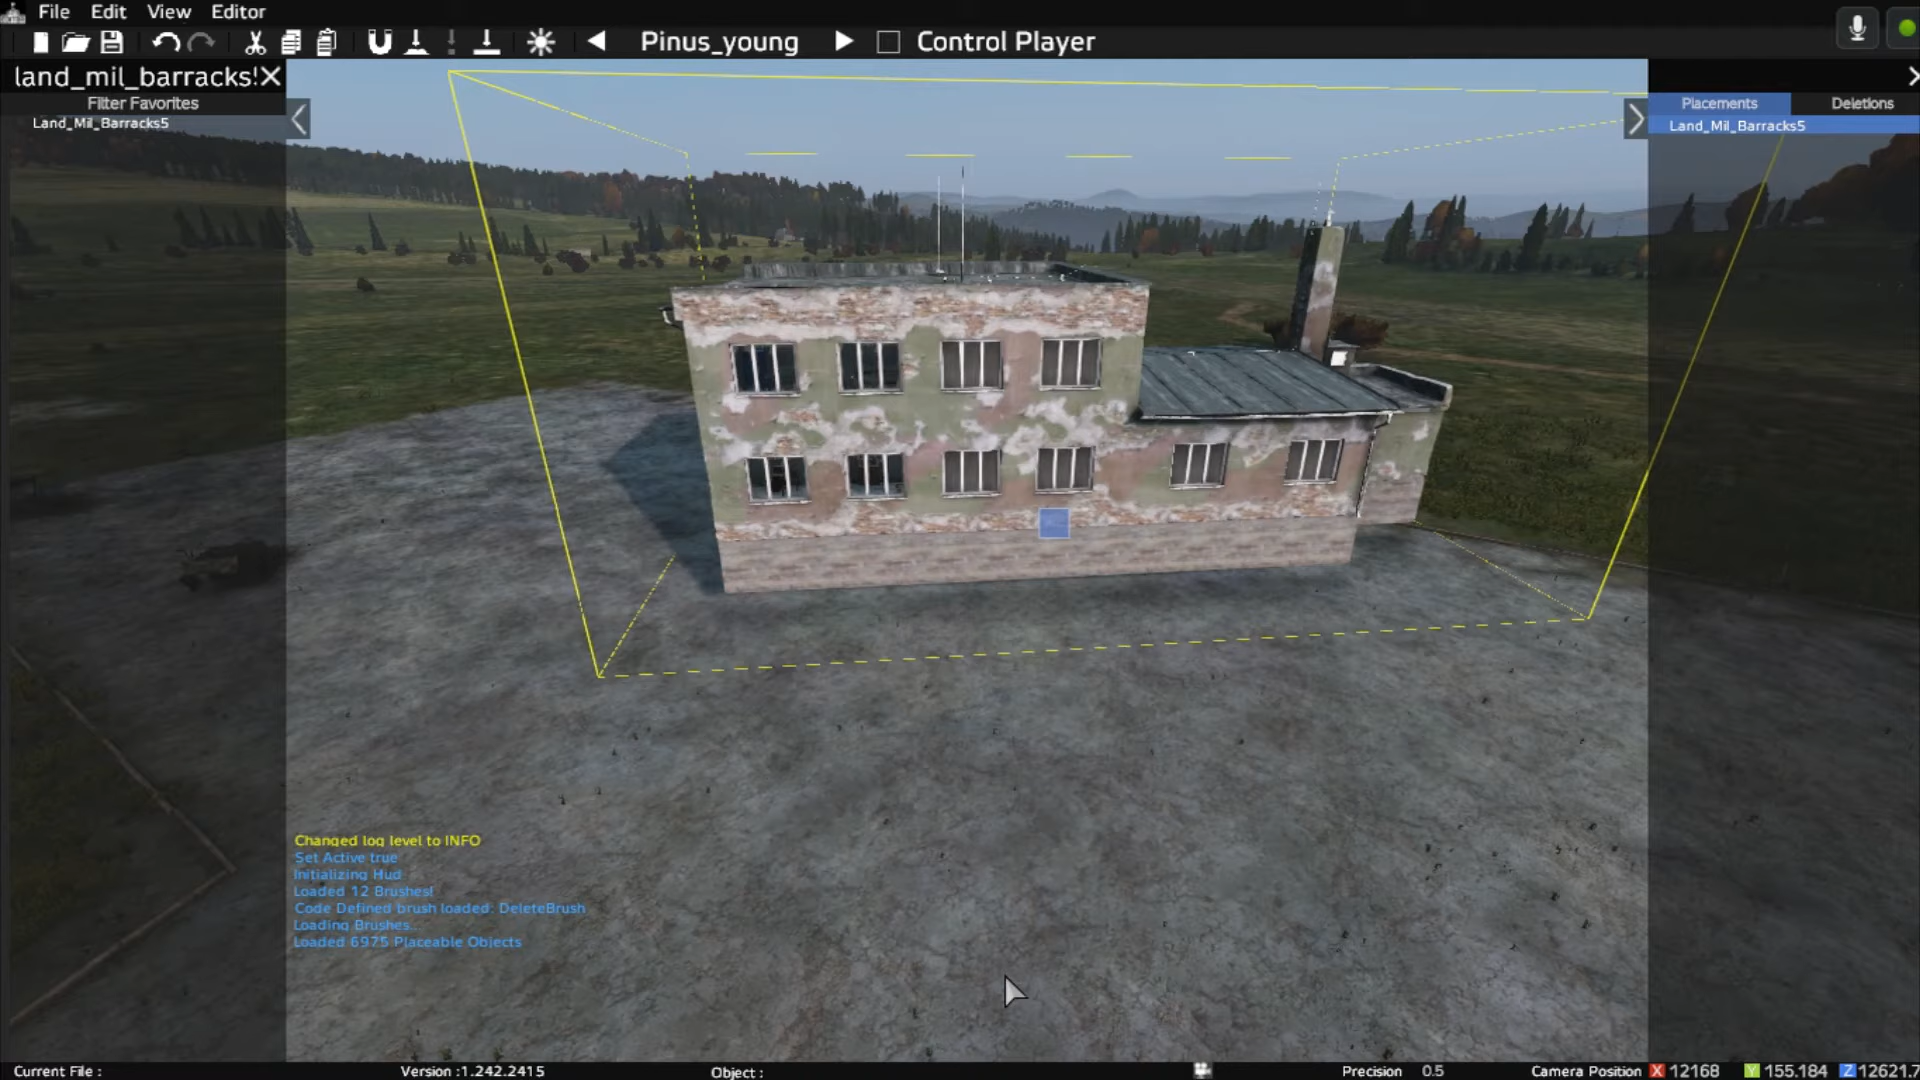 File Edit View Editor
Pinus_young Control Player
land_mil_barracks!
Filter Favorites
Land_Mil_Barracks5
Placements Deletions
Land_Mil_Barracks5
Changed log level to INFO
Set Active true
Initializing Hud
Loaded 12 Brushes!
Code Defined brush loaded: DeleteBrush
Loading Brushes...
Loaded 6975 Placeable Objects
Current File : Version :1.242.2415 Object : Precision 0.5 Camera Position X 12168 Y 155.184 Z 12621.7